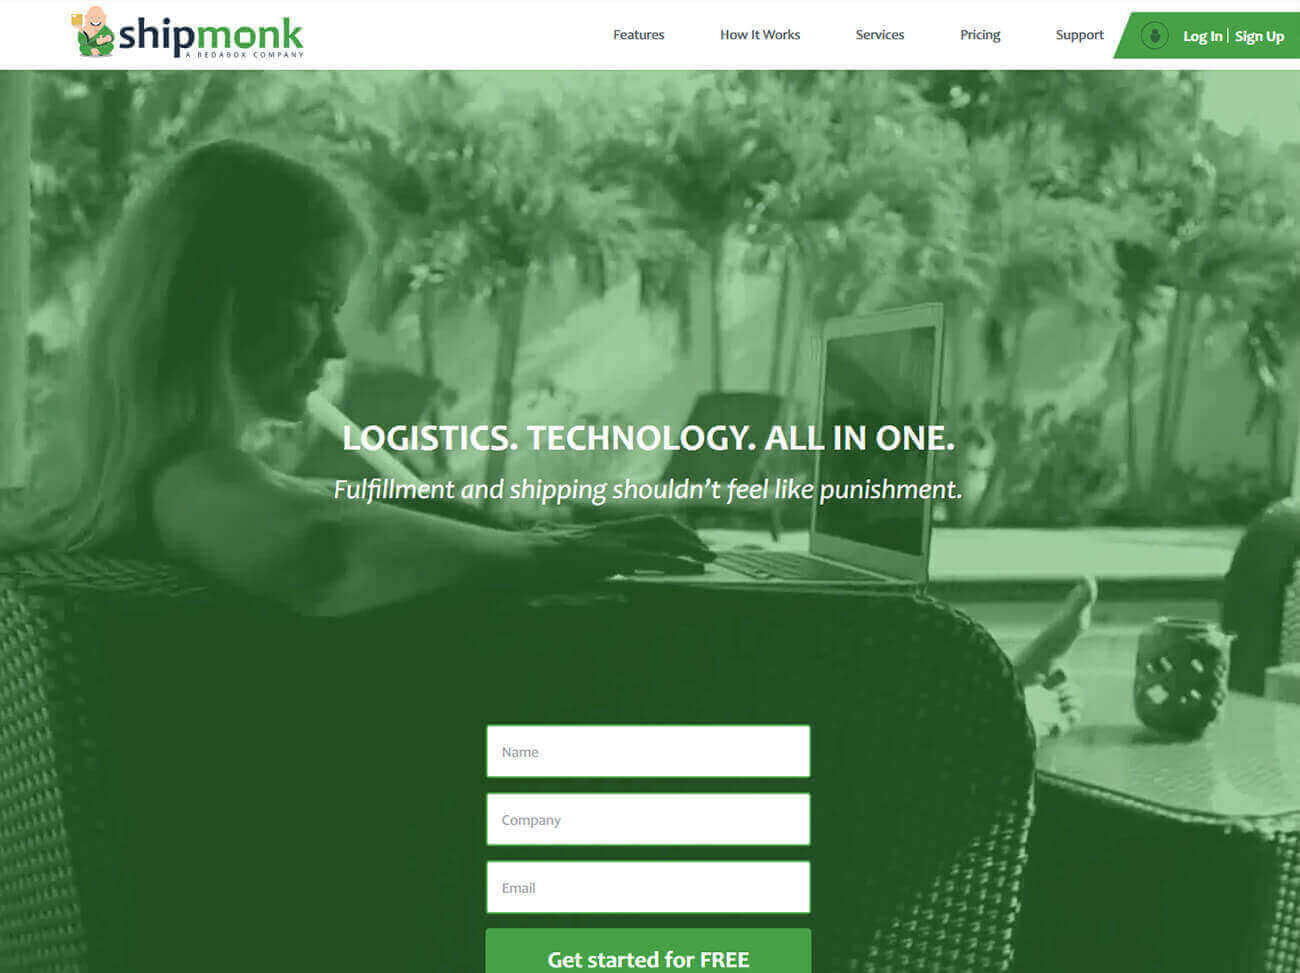 shipmonk
A BEDABOX COMPANY
Features
How It Works
Services
Pricing
Support
Log In | Sign Up
LOGISTICS. TECHNOLOGY. ALL IN ONE.
Fulfillment and shipping shouldn't feel like punishment.
Name
Company
Email
Get started for FREE